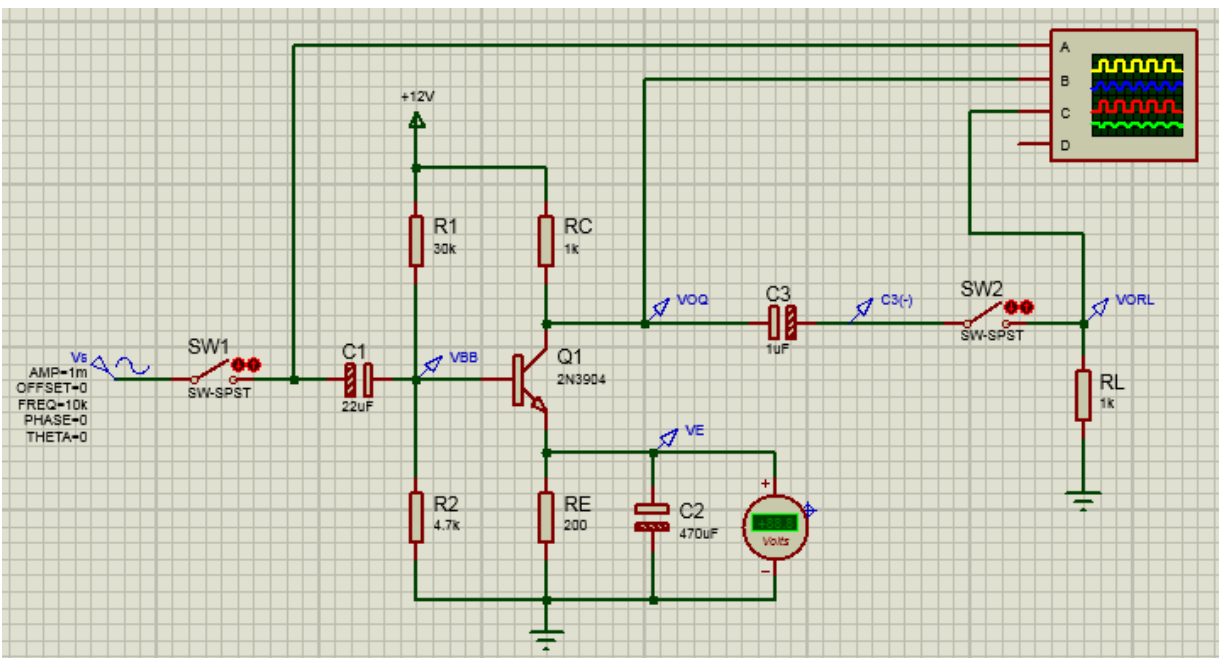 A
B
C
D
+12V
R1
30k
RC
1k
VOQ
C3
1uF
C3(-)
SW2
SW-SPST
VORL
Vs
AMP=1m
OFFSET=0
FREQ=10k
PHASE=0
THETA=0
SW1
SW-SPST
C1
22uF
VBB
Q1
2N3904
RL
1k
VE
R2
4.7k
RE
200
C2
470uF
+
+88.8
Volts
−